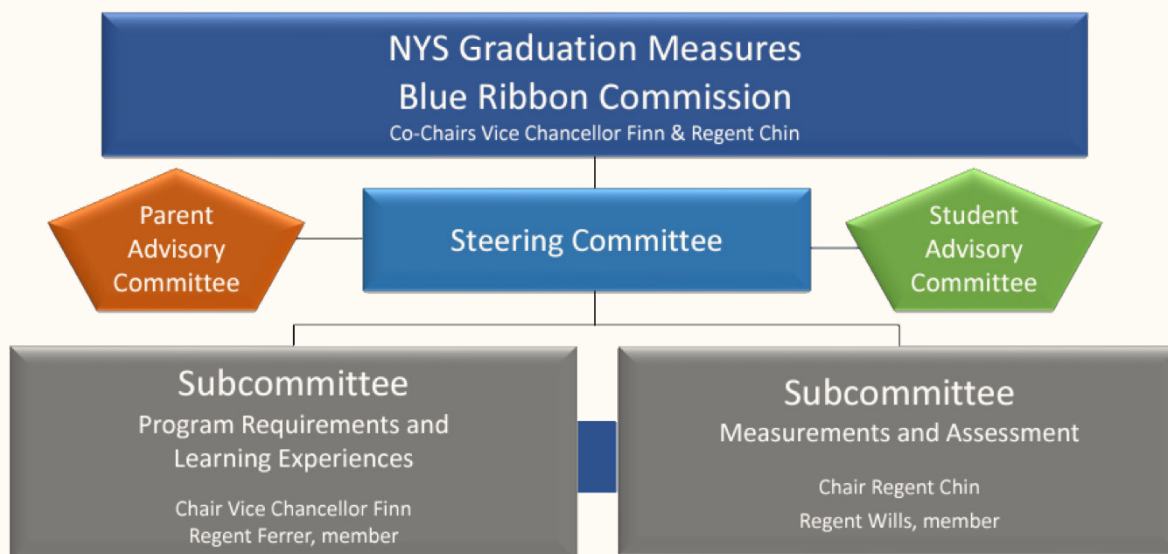 NYS Graduation Measures
Blue Ribbon Commission
Co-Chairs Vice Chancellor Finn & Regent Chin
Parent
Advisory
Committee
Steering Committee
Student
Advisory
Committee
Subcommittee
Program Requirements and
Learning Experiences
Chair Vice Chancellor Finn
Regent Ferrer, member
Subcommittee
Measurements and Assessment
Chair Regent Chin
Regent Wills, member